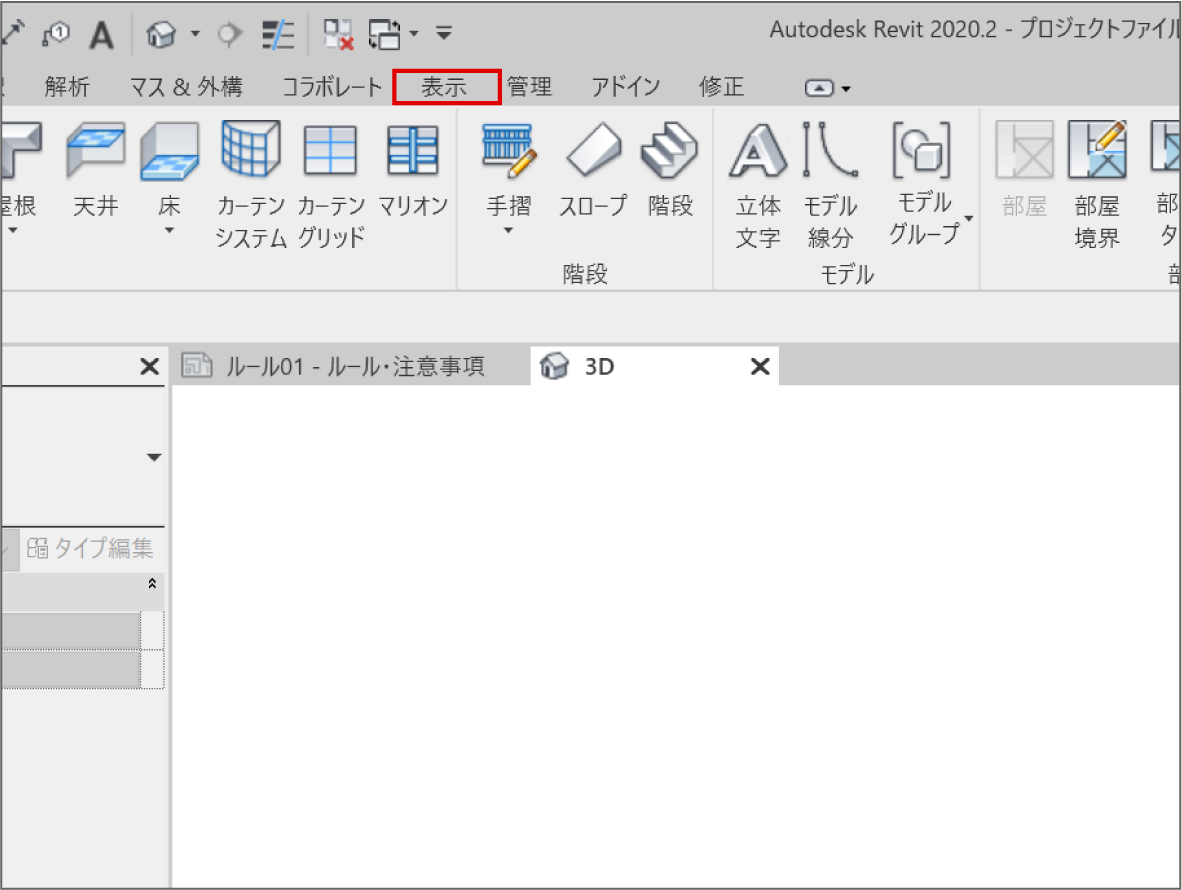 Autodesk Revit 2020.2 - プロジェクトファイル
解析 マス & 外構 コラボレート 表示 管理 アドイン 修正
屋根 天井 床 カーテン システム カーテン グリッド マリオン 手摺 スロープ 階段 立体 文字 モデル 線分 モデル グループ 部屋 部屋 境界
階段 モデル
ルール01 - ルール・注意事項 3D
タイプ編集